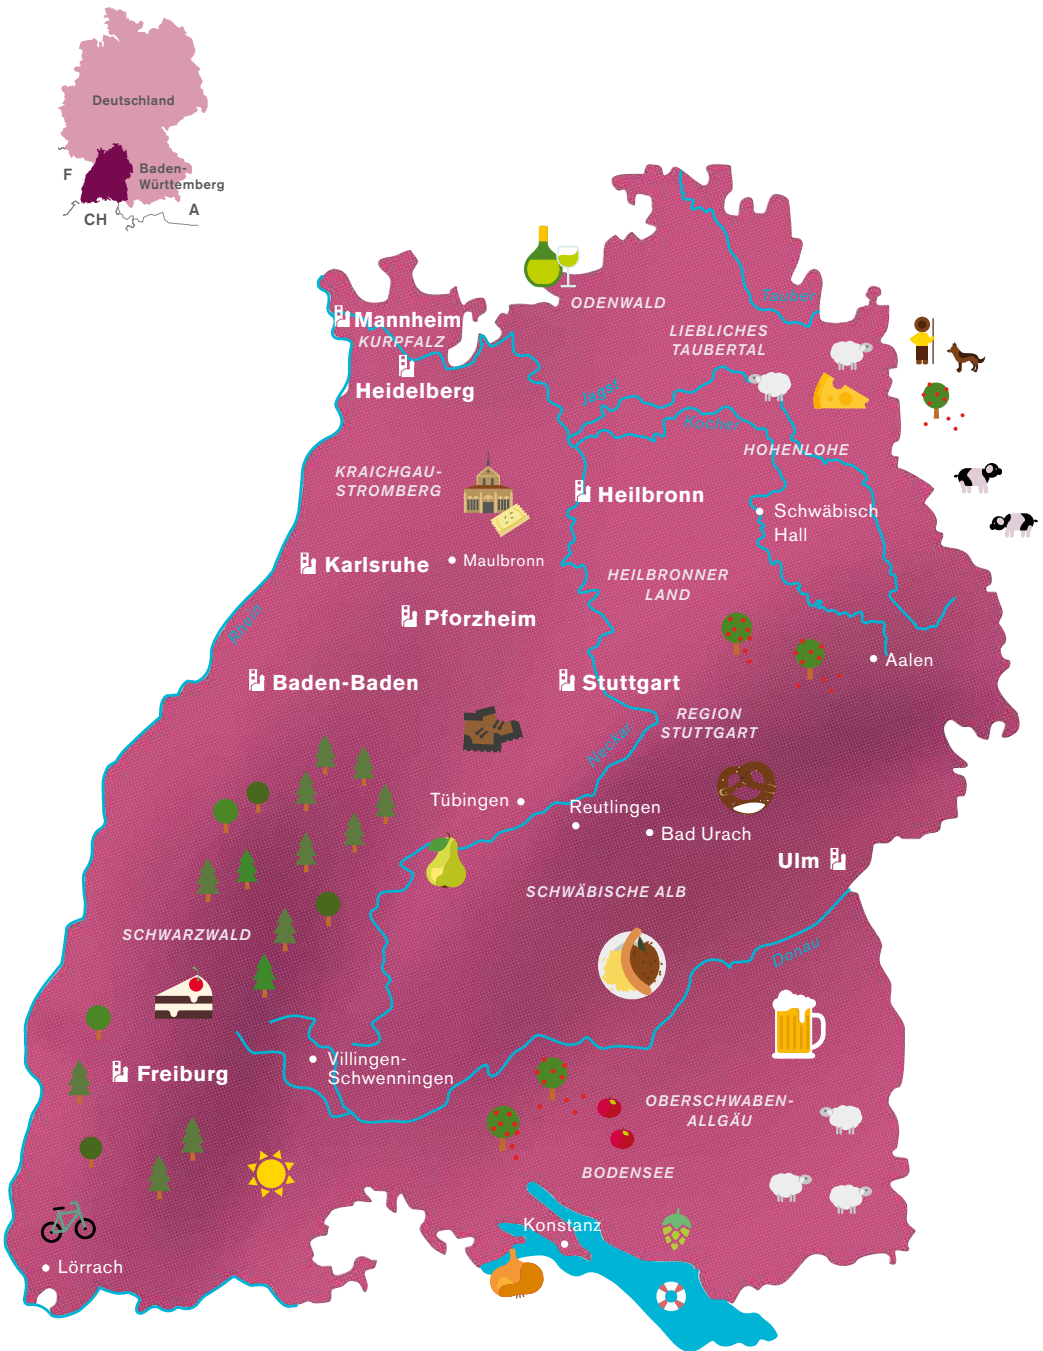 Deutschland
Baden-
Württemberg
F
CH
A
ODENWALD
Tauber
LIEBLICHES
TAUBERTAL
Mannheim
KURPFALZ
Heidelberg
Jagst
Kocher
HOHENLOHE
KRAICHGAU-
STROMBERG
Heilbronn
Schwäbisch
Hall
Karlsruhe
Maulbronn
HEILBRONNER
LAND
Rhein
Pforzheim
Aalen
Baden-Baden
Stuttgart
REGION
STUTTGART
Neckar
Tübingen
Reutlingen
Bad Urach
Ulm
SCHWÄBISCHE ALB
SCHWARZWALD
Donau
Villingen-
Schwenningen
Freiburg
OBERSCHWABEN-
ALLGÄU
BODENSEE
Konstanz
Lörrach